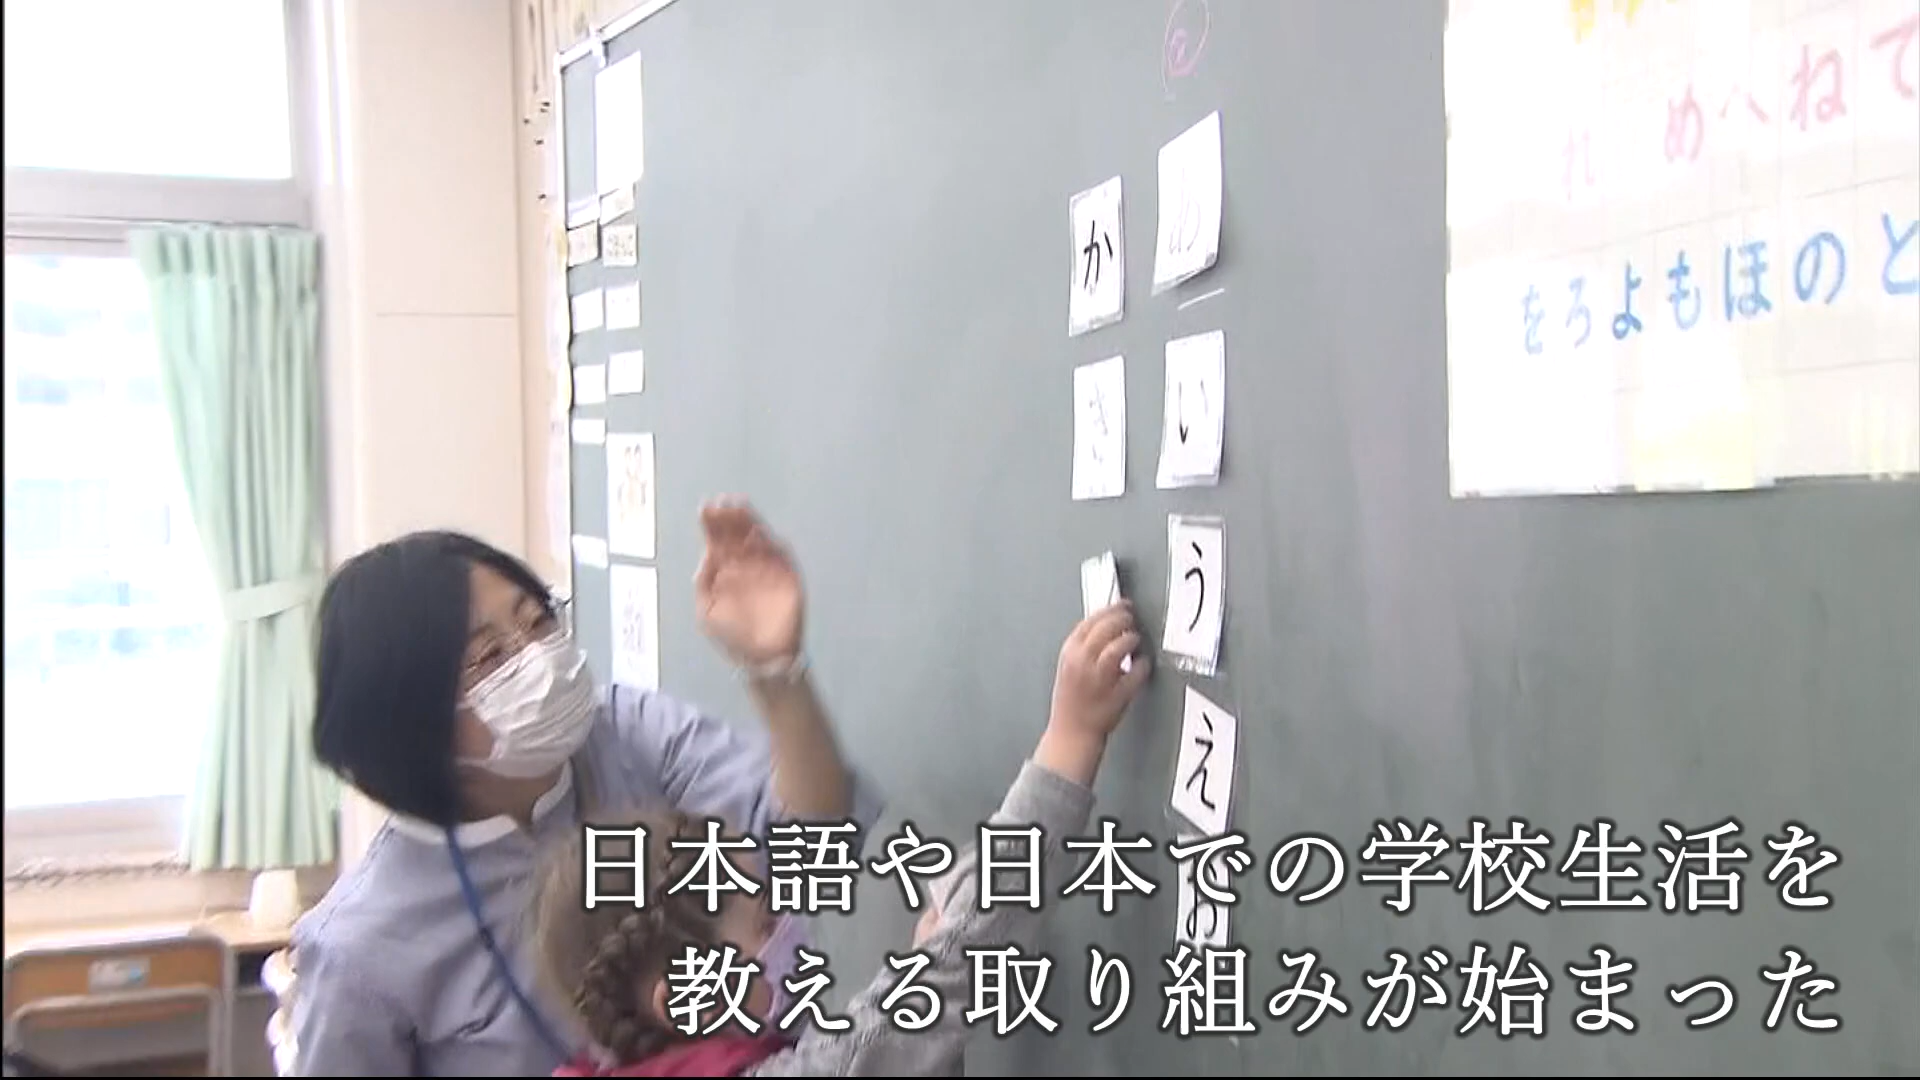 あ
い
う
え
お
か
き
れ め へ ね て
を ろ よ も ほ の と
日本語や日本での学校生活を
教える取り組みが始まった